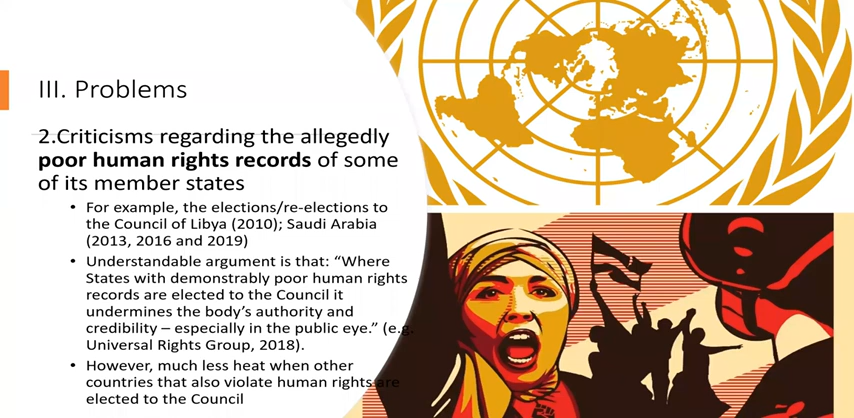 III. Problems
2.Criticisms regarding the allegedly
poor human rights records of some
of its member states
• For example, the elections/re-elections to
the Council of Libya (2010); Saudi Arabia
(2013, 2016 and 2019)
• Understandable argument is that: “Where
States with demonstrably poor human rights
records are elected to the Council it
undermines the body’s authority and
credibility – especially in the public eye.” (e.g.
Universal Rights Group, 2018).
• However, much less heat when other
countries that also violate human rights are
elected to the Council